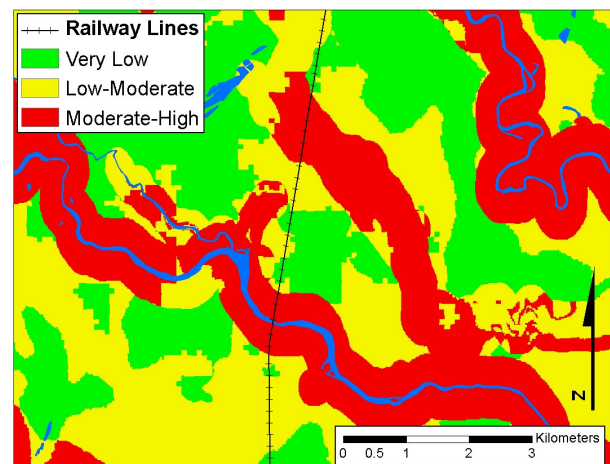 Railway Lines
Very Low
Low-Moderate
Moderate-High
N
Kilometers
0 0.5 1 2 3